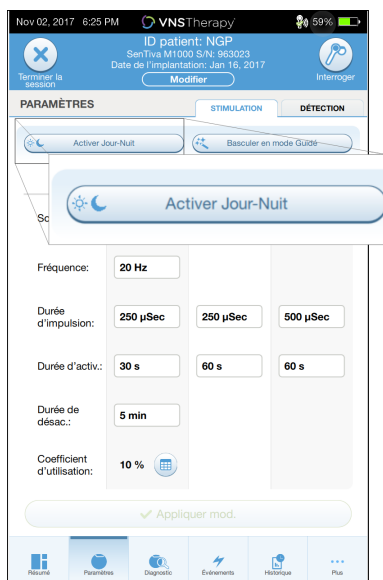 Nov 02, 2017 6:25 PM VNSTherapy 59%
ID patient: NGP
SenTiva M1000 S/N: 963023
Date de l'implantation: Jan 16, 2017
Terminer la session
Modifier
Interroger
PARAMÈTRES
STIMULATION
DÉTECTION
Activer Jour-Nuit
Basculer en mode Guidé
Activer Jour-Nuit
Fréquence: 20 Hz
Durée
d'impulsion: 250 µSec 250 µSec 500 µSec
Durée d'activ.: 30 s 60 s 60 s
Durée de
désac.: 5 min
Coefficient
d'utilisation: 10 %
Appliquer mod.
Résumé Paramètres Diagnostic Événements Historique Plus